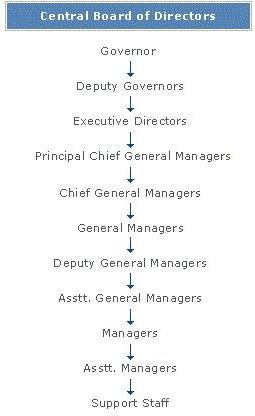 Central Board of Directors
Governor
Deputy Governors
Executive Directors
Principal Chief General Managers
Chief General Managers
General Managers
Deputy General Managers
Asstt. General Managers
Managers
Asstt. Managers
Support Staff